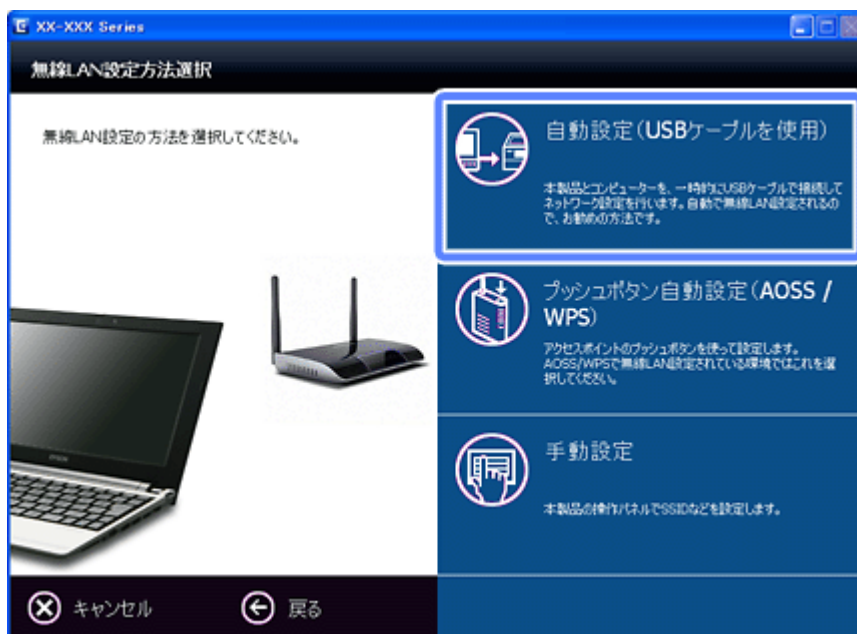 XX-XXX Series
無線LAN設定方法選択
無線LAN設定の方法を選択してください。
自動設定(USBケーブルを使用)
本製品とコンピューターを、一時的にUSBケーブルで接続して
ネットワーク設定を行います。自動で無線LAN設定されるの
で、お勧めの方法です。
プッシュボタン自動設定(AOSS /
WPS)
アクセスポイントのプッシュボタンを使って設定します。
AOSS/WPSで無線LAN設定されている環境ではこれを選
択してください。
手動設定
本製品の操作パネルでSSIDなどを設定します。
EPSON
キャンセル
戻る